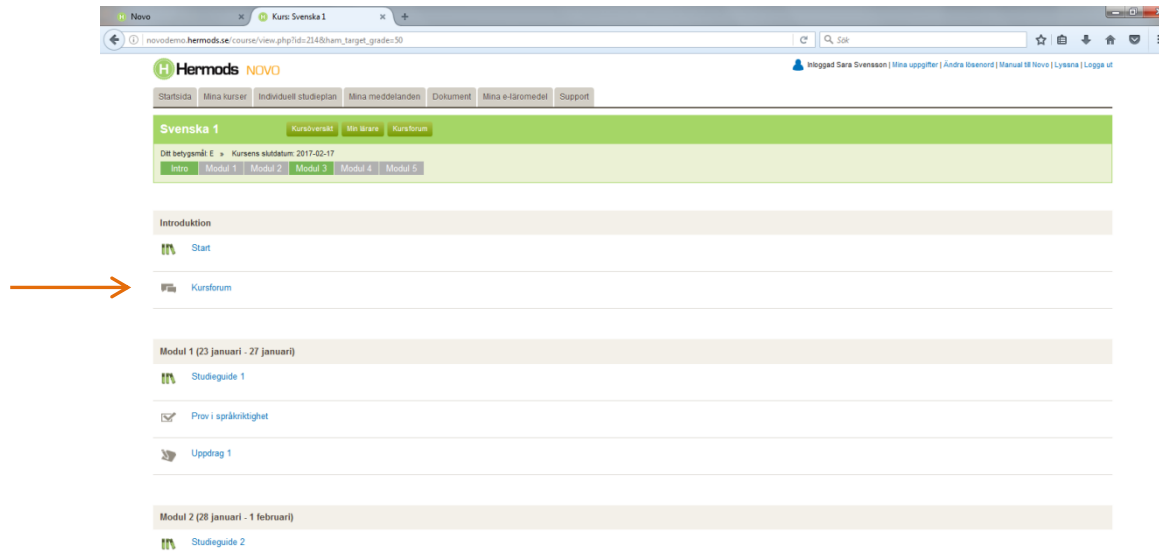 Novo
Kurs: Svenska 1
novodemo.hermods.se/course/view.php?id=214&ham_target_grade=50
Sök
Hermods NOVO
Inloggad Sara Svensson | Mina uppgifter | Ändra lösenord | Manual till Novo | Lyssna | Logga ut
Startsida Mina kurser Individuell studieplan Mina meddelanden Dokument Mina e-läromedel Support
Svenska 1 Kursöversikt Min lärare Kursforum
Ditt betygsmål: E » Kursens slutdatum: 2017-02-17
Intro Modul 1 Modul 2 Modul 3 Modul 4 Modul 5
Introduktion
Start
Kursforum
Modul 1 (23 januari - 27 januari)
Studieguide 1
Prov i språkriktighet
Uppdrag 1
Modul 2 (28 januari - 1 februari)
Studieguide 2